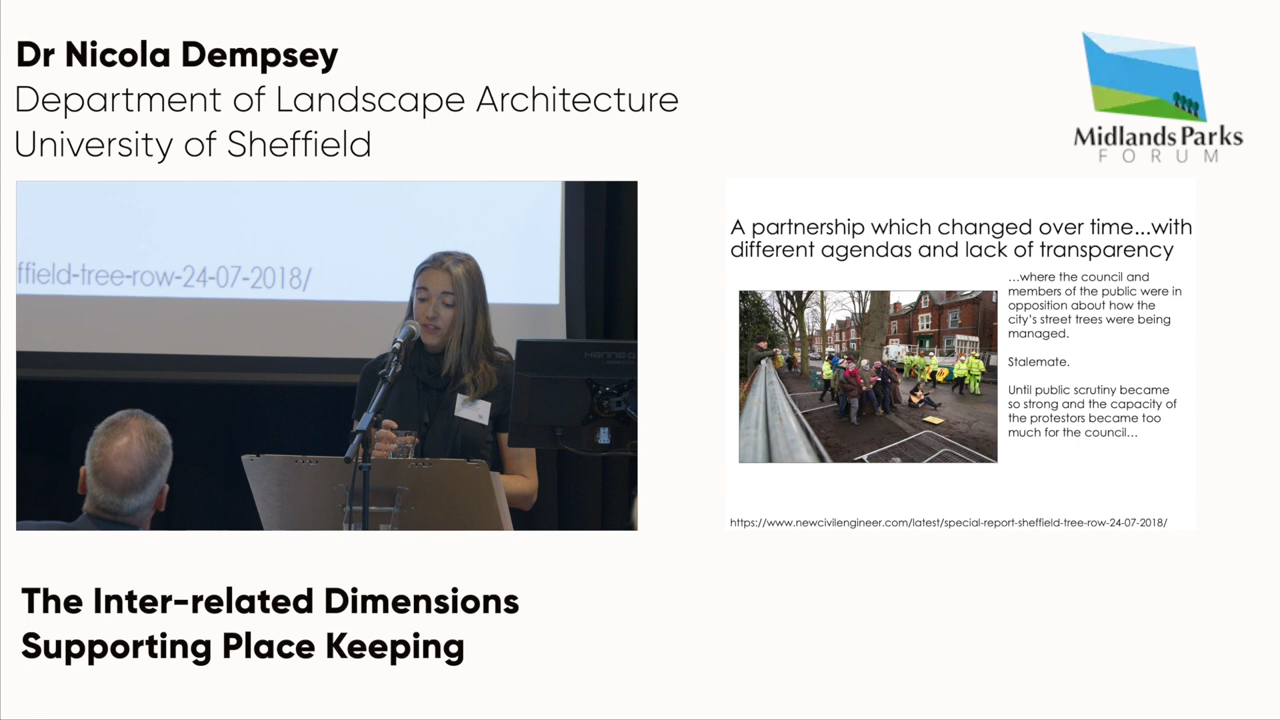 Dr Nicola Dempsey
Department of Landscape Architecture
University of Sheffield
Midlands Parks
FORUM
ffield-tree-row-24-07-2018/
HANNS.G
A partnership which changed over time...with
different agendas and lack of transparency
...where the council and
members of the public were in
opposition about how the
city's street trees were being
managed.
Stalemate.
Until public scrutiny became
so strong and the capacity of
the protestors became too
much for the council...
https://www.newcivilengineer.com/latest/special-report-sheffield-tree-row-24-07-2018/
The Inter-related Dimensions
Supporting Place Keeping